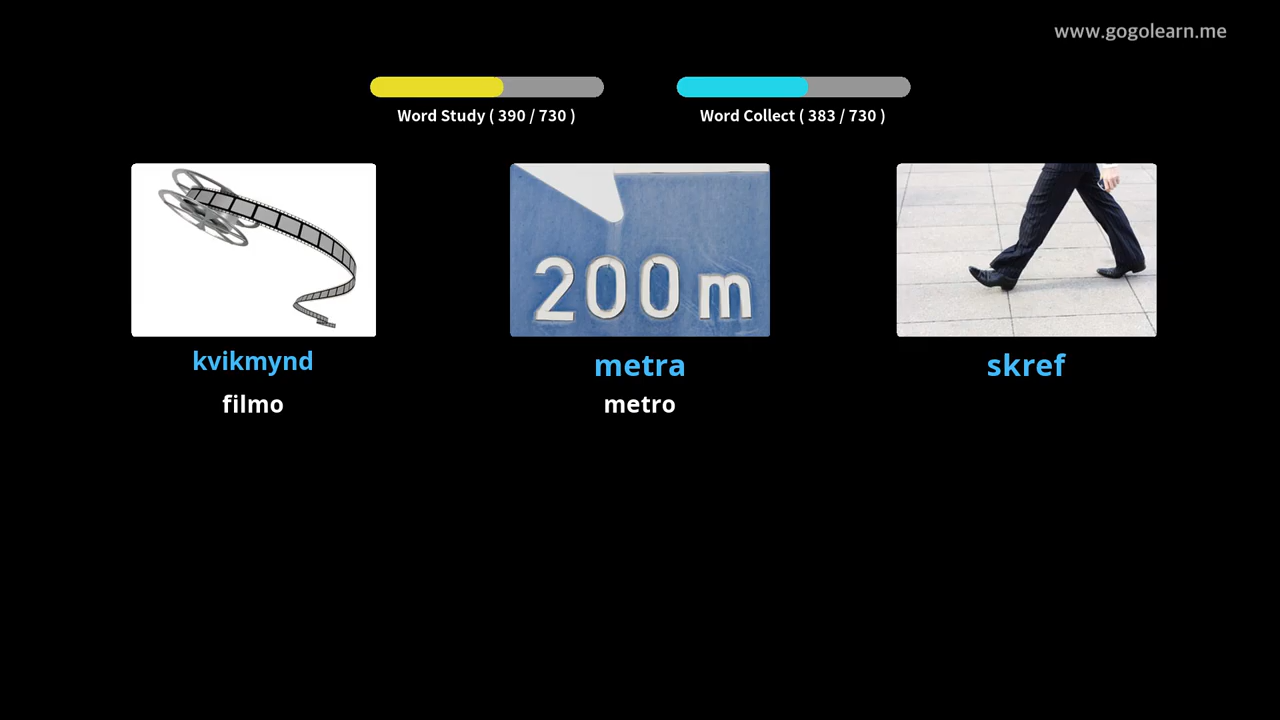 www.gogolearn.me
Word Study ( 390 / 730 )
Word Collect ( 383 / 730 )
200 m
kvikmynd
metra
skref
filmo
metro